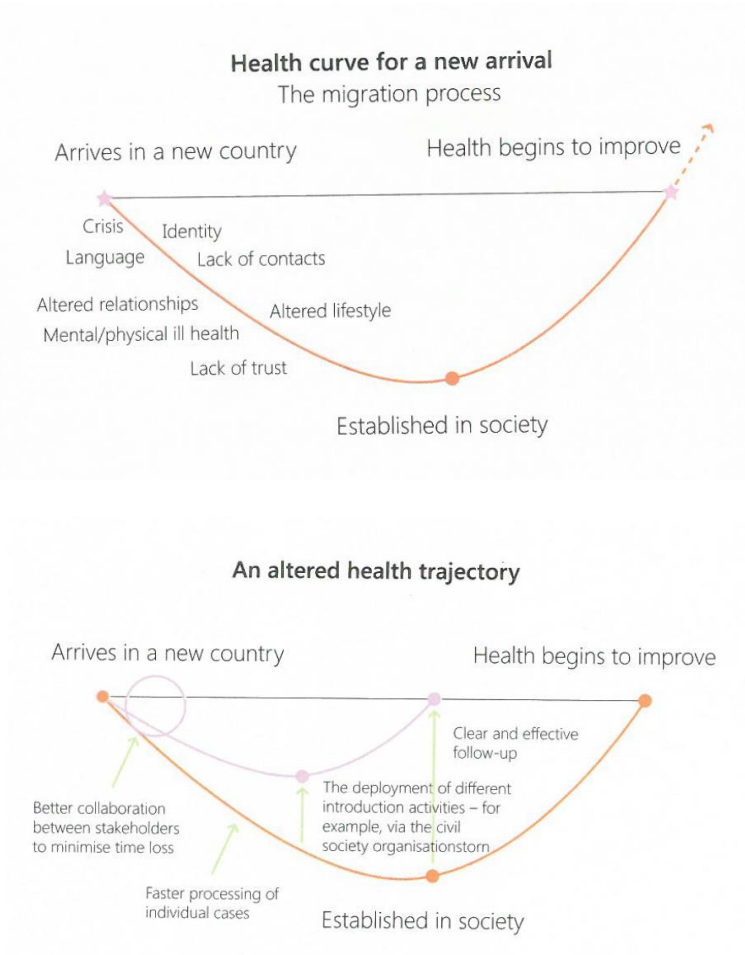 Health curve for a new arrival
The migration process
Arrives in a new country
Health begins to improve
Crisis
Identity
Language
Lack of contacts
Altered relationships
Altered lifestyle
Mental/physical ill health
Lack of trust
Established in society
An altered health trajectory
Arrives in a new country
Health begins to improve
Clear and effective
follow-up
The deployment of different
introduction activities – for
example, via the civil
society organisationstorn
Better collaboration
between stakeholders
to minimise time loss
Faster processing of
individual cases
Established in society